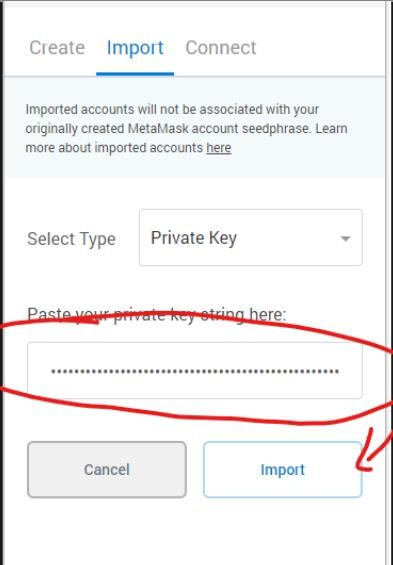 Create Import Connect
Imported accounts will not be associated with your
originally created MetaMask account seedphrase. Learn
more about imported accounts here
Select Type Private Key
Paste your private key string here:
Cancel Import